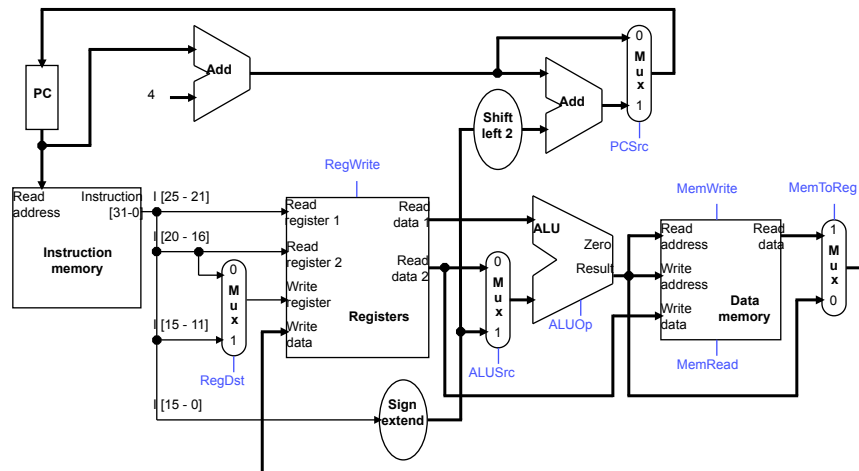 0
M
u
x
1
PCSrc
Add
PC
4
Add
Shift
left 2
RegWrite
Read
address
Instruction
[31-0]
Instruction
memory
I [25 - 21]
I [20 - 16]
I [15 - 11]
I [15 - 0]
0
M
u
x
1
RegDst
Read
register 1
Read
register 2
Write
register
Write
data
Read
data 1
Read
data 2
Registers
Sign
extend
0
M
u
x
1
ALUSrc
ALU
Zero
Result
ALUOp
MemWrite
Read
address
Write
address
Write
data
Read
data
Data
memory
MemRead
MemToReg
1
M
u
x
0